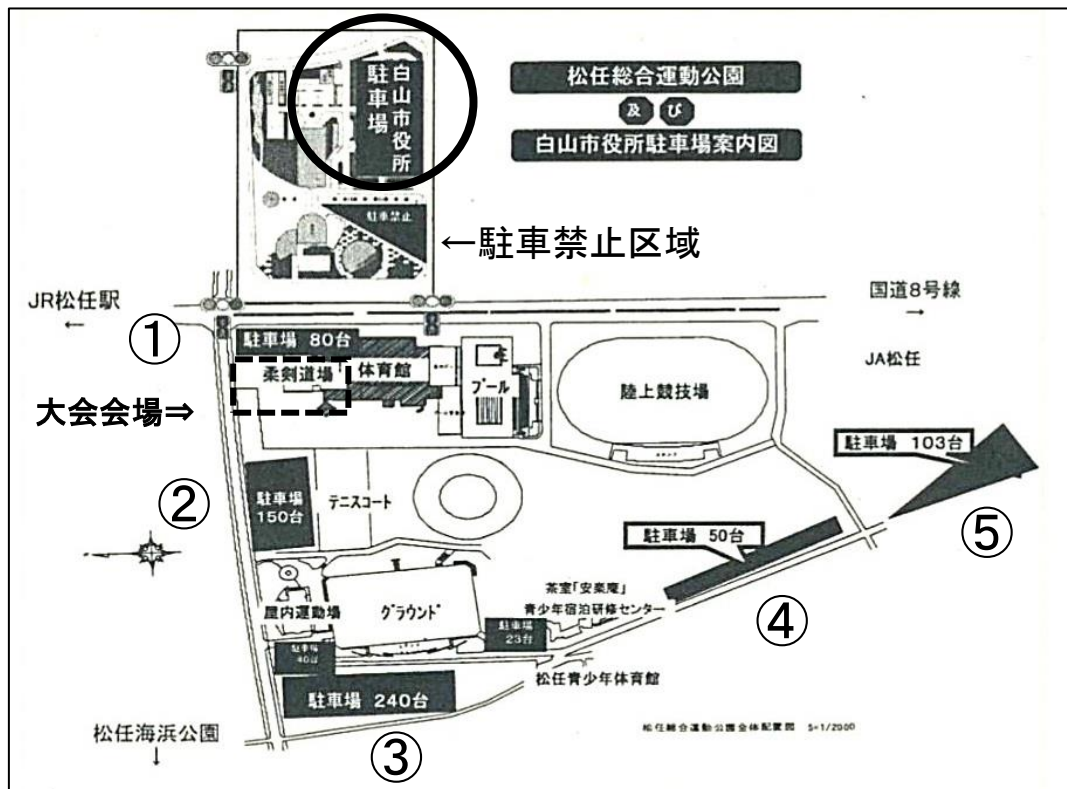 松任総合運動公園
及び
白山市役所駐車場案内図
白山市役所
駐車場
駐車禁止
←駐車禁止区域
JR松任駅
←
国道8号線
→
①
駐車場 80台
柔剣道場
体育館
プール
陸上競技場
JA松任
大会会場⇒
駐車場 103台
②
駐車場
150台
テニスコート
駐車場 50台
⑤
屋内運動場
グラウンド
茶室「安楽庵」
青少年宿泊研修センター
④
駐車場
23台
駐車場
40台
松任青少年体育館
駐車場 240台
松任海浜公園
↓
③
松任総合運動公園全体配置図 S=1/2000